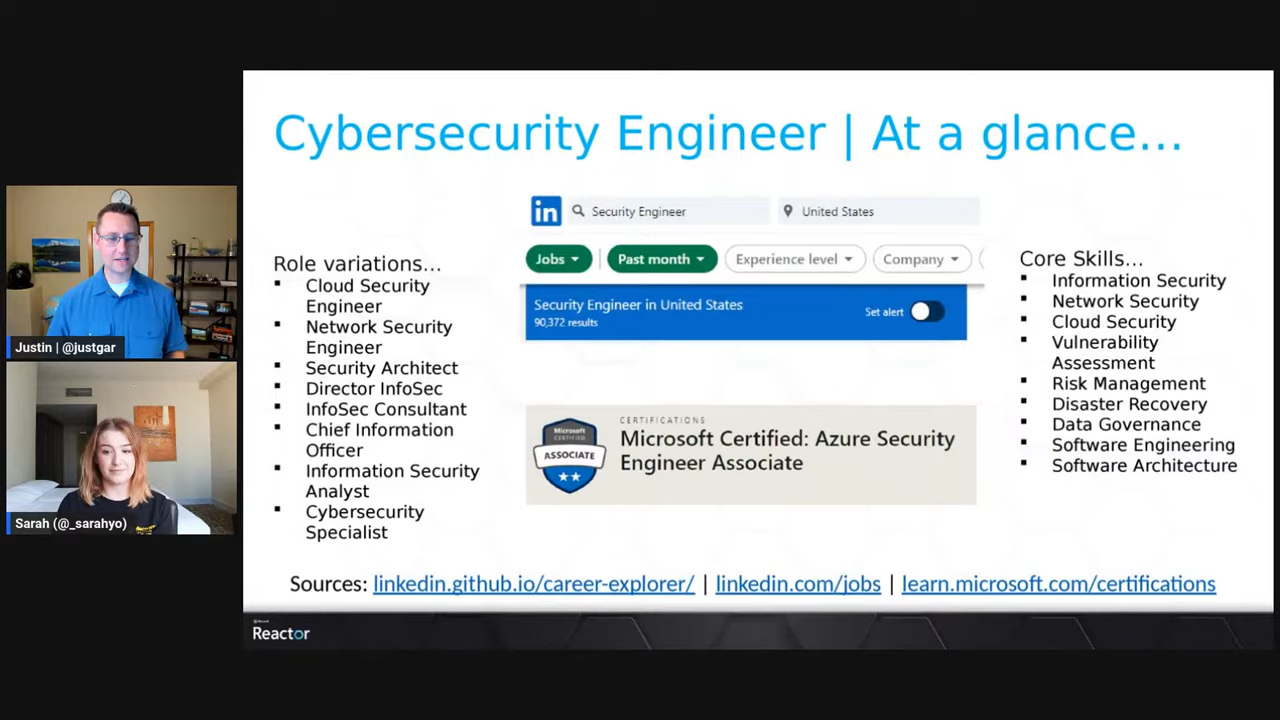 Cybersecurity Engineer | At a glance...
Justin | @justgar
Sarah (@_sarahyo)
Role variations...
Cloud Security
Engineer
Network Security
Engineer
Security Architect
Director InfoSec
InfoSec Consultant
Chief Information
Officer
Information Security
Analyst
Cybersecurity
Specialist
in
Security Engineer
United States
Jobs
Past month
Experience level
Company
Security Engineer in United States
90,372 results
Set alert
Microsoft
CERTIFIED
ASSOCIATE
CERTIFICATIONS
Microsoft Certified: Azure Security
Engineer Associate
Core Skills...
Information Security
Network Security
Cloud Security
Vulnerability
Assessment
Risk Management
Disaster Recovery
Data Governance
Software Engineering
Software Architecture
Sources: linkedin.github.io/career-explorer/ | linkedin.com/jobs | learn.microsoft.com/certifications
Reactor